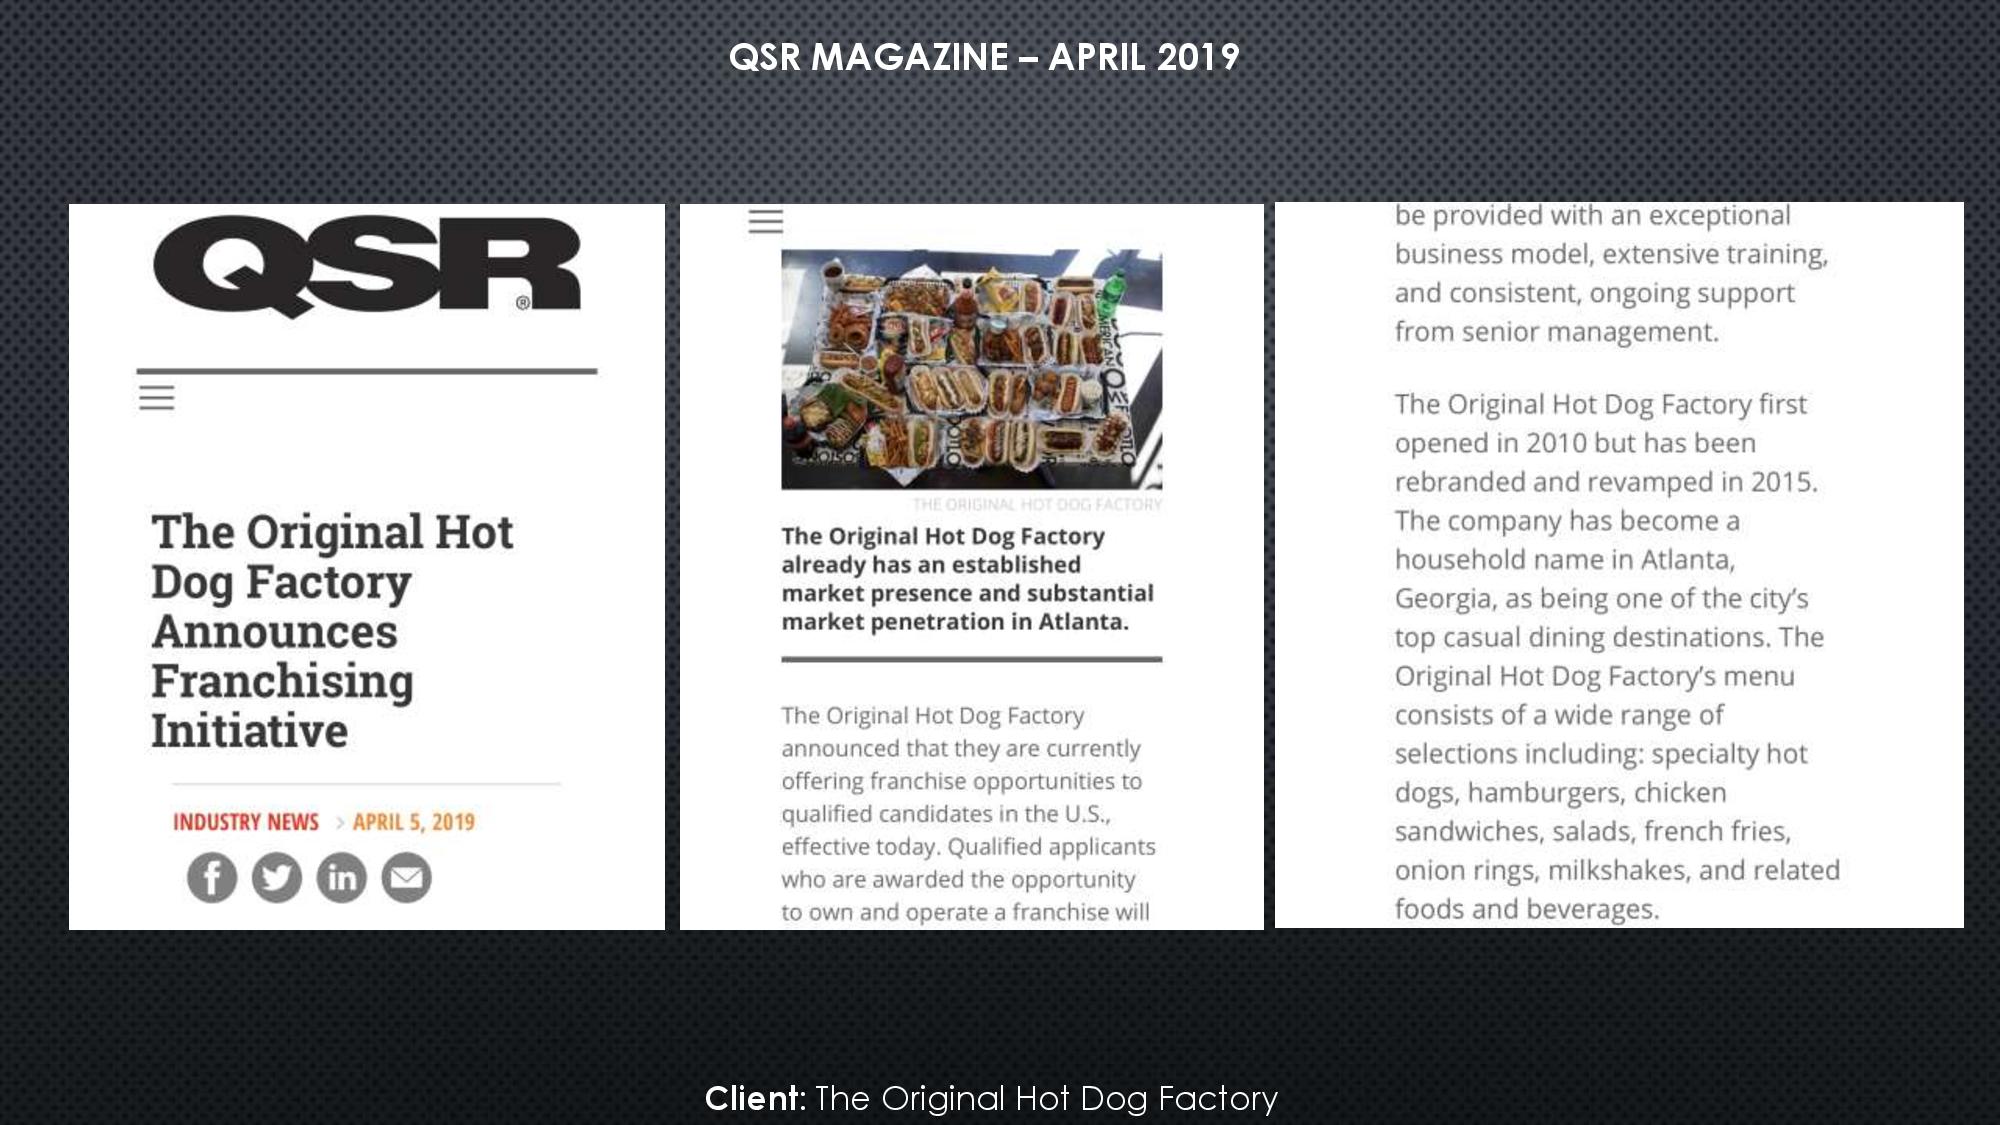 QSR MAGAZINE – APRIL 2019
QSR®
The Original Hot
Dog Factory
Announces
Franchising
Initiative
INDUSTRY NEWS > APRIL 5, 2019
THE ORIGINAL HOT DOG FACTORY
The Original Hot Dog Factory
already has an established
market presence and substantial
market penetration in Atlanta.
The Original Hot Dog Factory
announced that they are currently
offering franchise opportunities to
qualified candidates in the U.S.,
effective today. Qualified applicants
who are awarded the opportunity
to own and operate a franchise will
be provided with an exceptional
business model, extensive training,
and consistent, ongoing support
from senior management.
The Original Hot Dog Factory first
opened in 2010 but has been
rebranded and revamped in 2015.
The company has become a
household name in Atlanta,
Georgia, as being one of the city’s
top casual dining destinations. The
Original Hot Dog Factory’s menu
consists of a wide range of
selections including: specialty hot
dogs, hamburgers, chicken
sandwiches, salads, french fries,
onion rings, milkshakes, and related
foods and beverages.
Client: The Original Hot Dog Factory